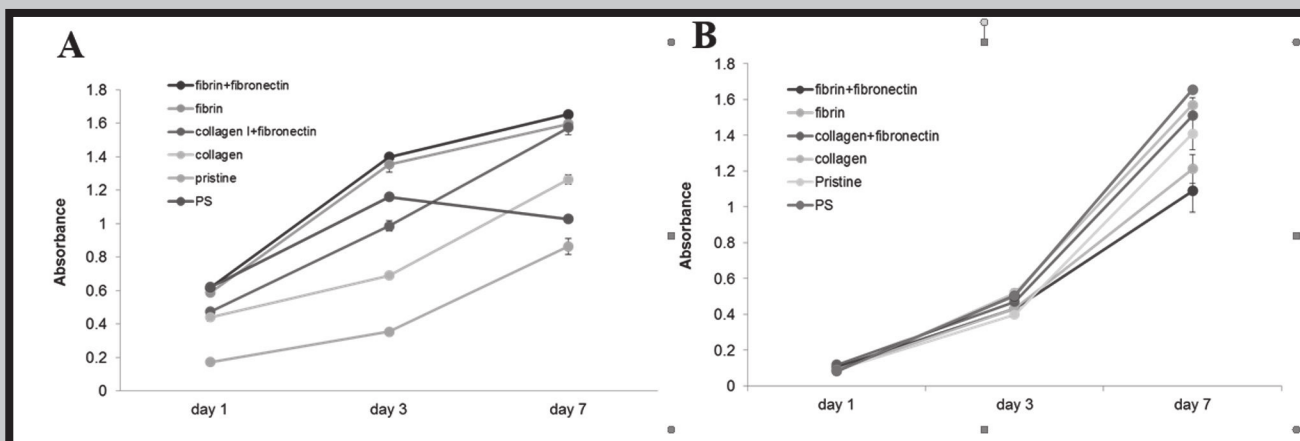 A
fibrin+fibronectin
fibrin
collagen I+fibronectin
collagen
pristine
PS
1.8
1.6
1.4
1.2
1
0.8
0.6
0.4
0.2
0
Absorbance
day 1 day 3 day 7
B
fibrin+fibronectin
fibrin
collagen+fibronectin
collagen
Pristine
PS
1.8
1.6
1.4
1.2
1
0.8
0.6
0.4
0.2
0
Absorbance
day 1 day 3 day 7